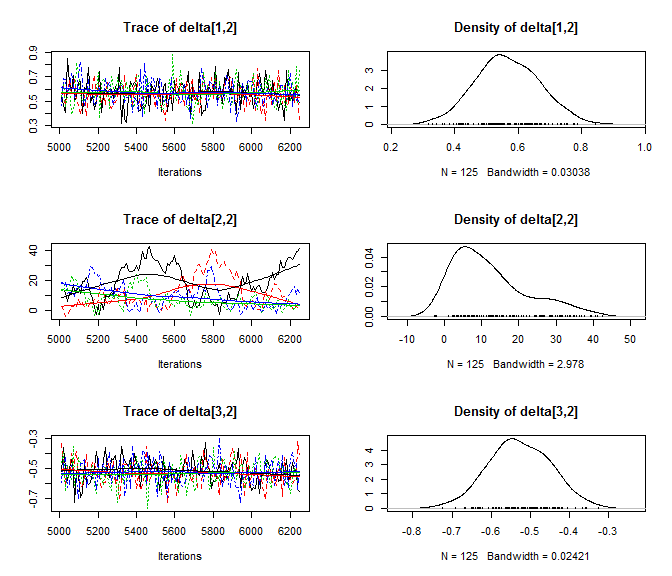 Trace of delta[1,2]
0.3 0.5 0.7 0.9
5000 5200 5400 5600 5800 6000 6200
Iterations
Density of delta[1,2]
0 1 2 3
0.2 0.4 0.6 0.8 1.0
N = 125 Bandwidth = 0.03038
Trace of delta[2,2]
0 20 40
5000 5200 5400 5600 5800 6000 6200
Iterations
Density of delta[2,2]
0.00 0.02 0.04
-10 0 10 20 30 40 50
N = 125 Bandwidth = 2.978
Trace of delta[3,2]
-0.7 -0.5 -0.3
5000 5200 5400 5600 5800 6000 6200
Iterations
Density of delta[3,2]
0 1 2 3 4
-0.8 -0.7 -0.6 -0.5 -0.4 -0.3
N = 125 Bandwidth = 0.02421